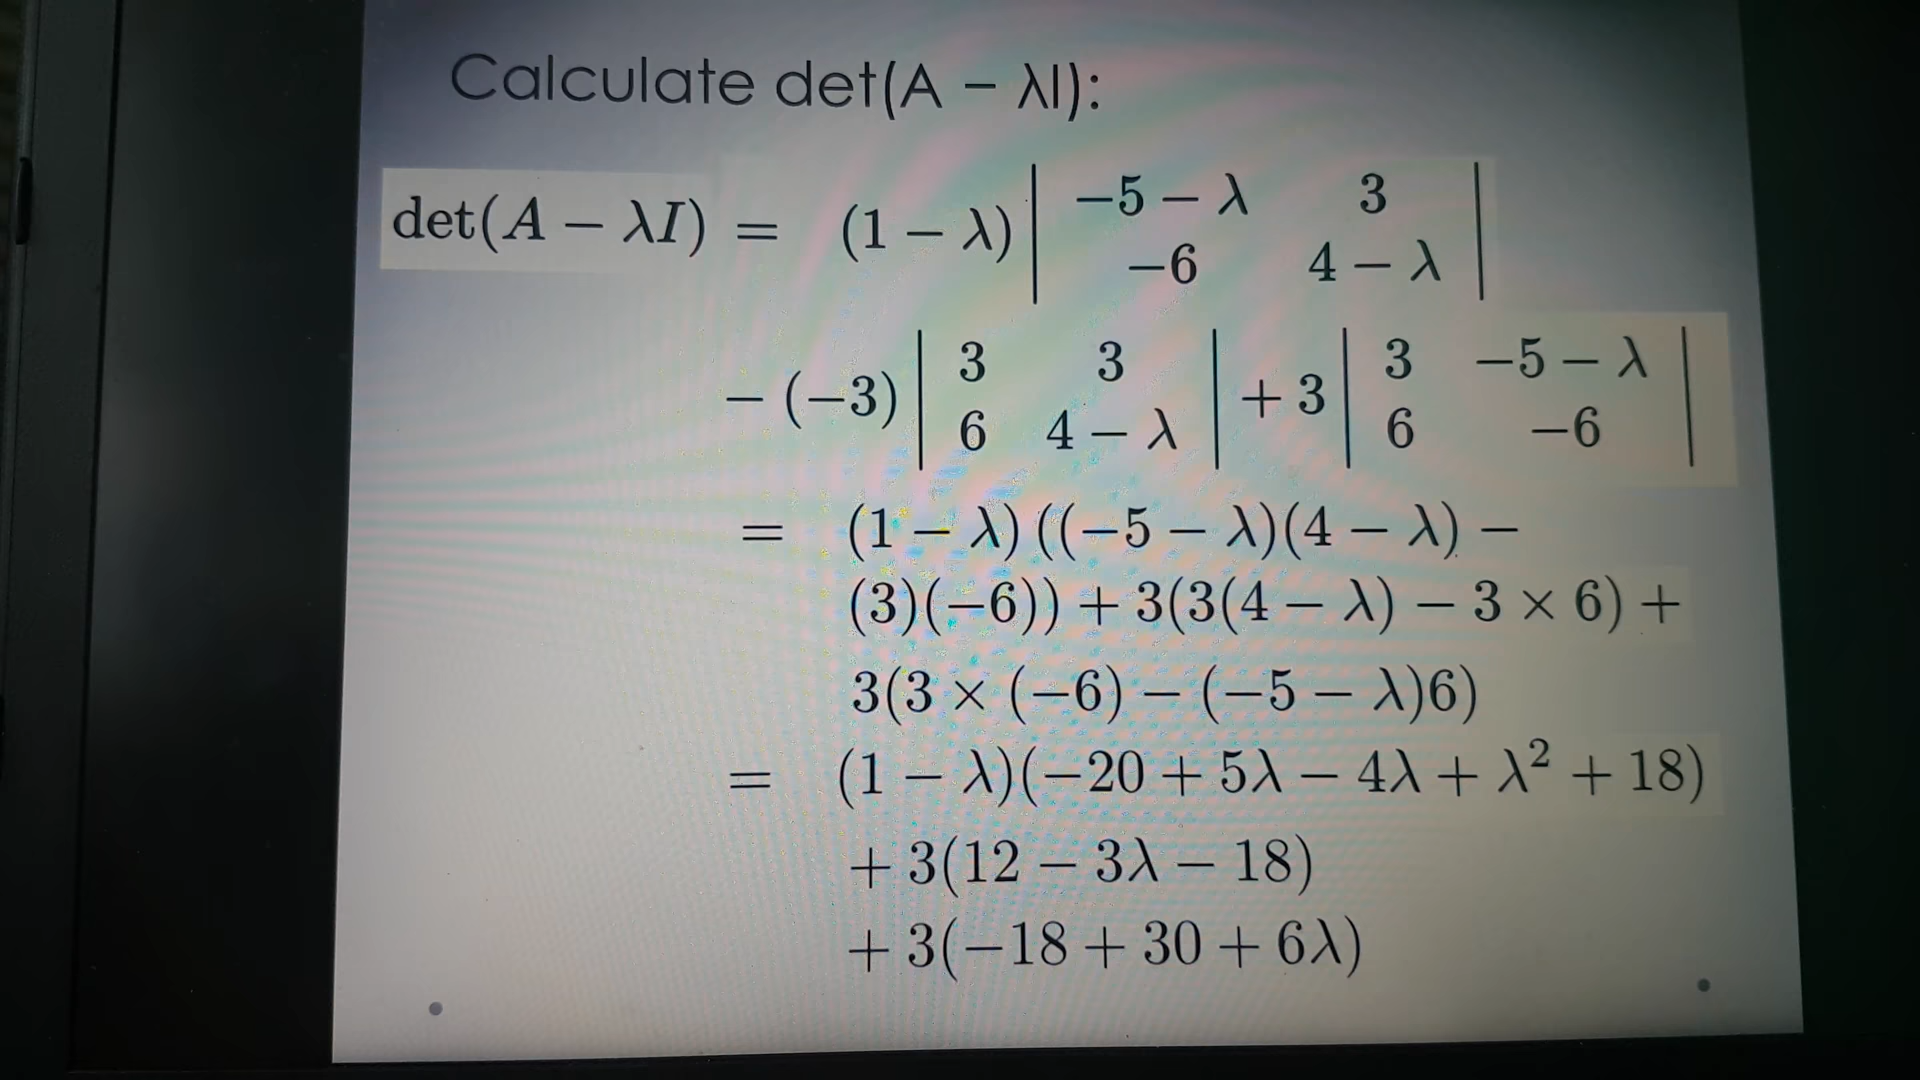 Calculate det(A – λI):
det(A − λI) = (1 − λ) | −5 − λ 3 |
| −6 4 − λ |
− (−3) | 3 3 | + 3 | 3 −5 − λ |
| 6 4 − λ | | 6 −6 |
= (1 − λ) ((−5 − λ)(4 − λ) −
(3)(−6)) + 3(3(4 − λ) − 3 × 6) +
3(3 × (−6) − (−5 − λ)6)
= (1 − λ)(−20 + 5λ − 4λ + λ² + 18)
+ 3(12 − 3λ − 18)
+ 3(−18 + 30 + 6λ)